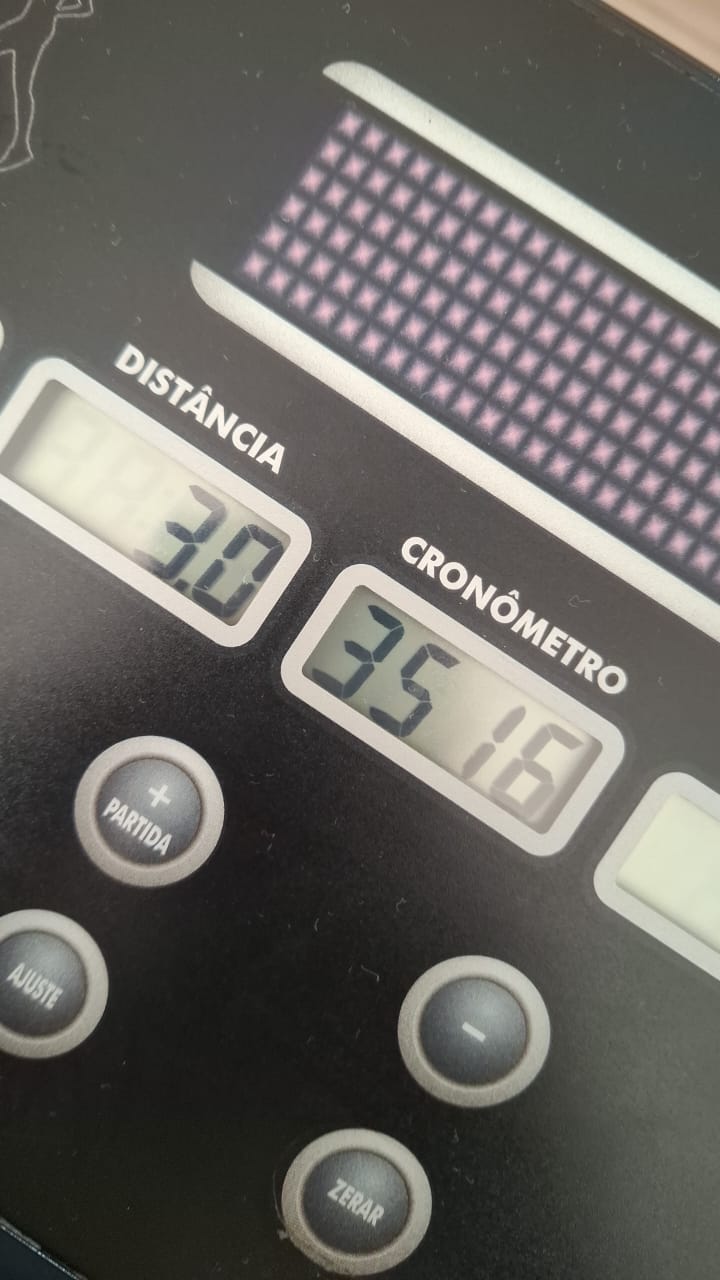 DISTÂNCIA
3.0
CRONÔMETRO
35 16
+
PARTIDA
AJUSTE
-
ZERAR